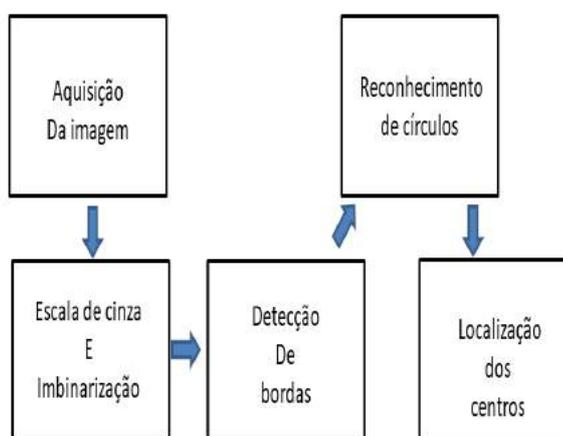 Aquisição
Da imagem
Escala de cinza
E
Imbinarização
Detecção
De
bordas
Reconhecimento
de círculos
Localização
dos
centros